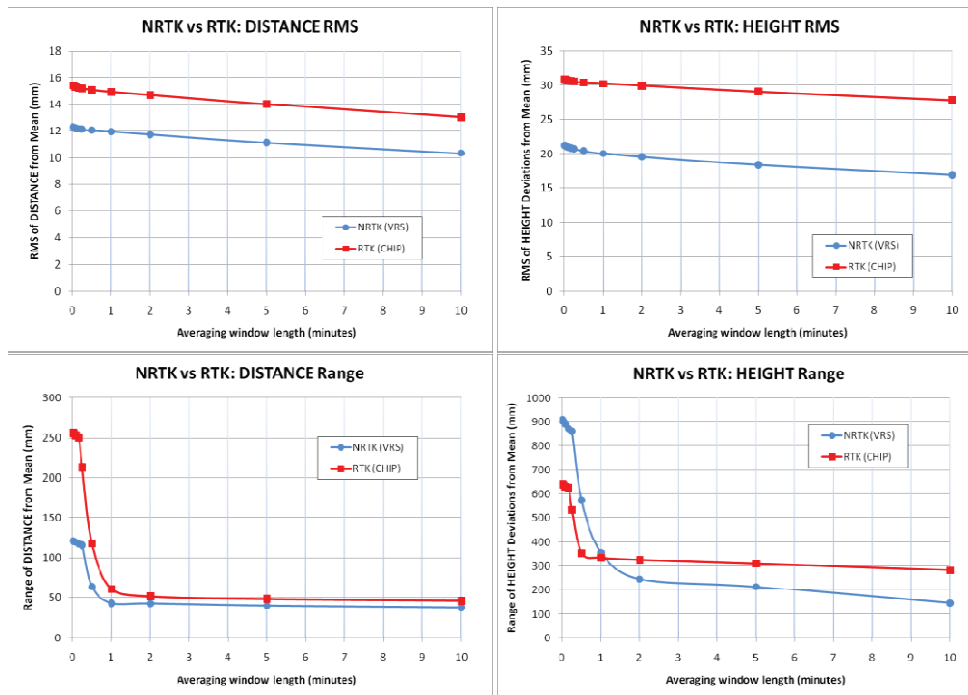 NRTK vs RTK: DISTANCE RMS
RMS of DISTANCE from Mean (mm)
18
16
14
12
10
8
6
4
2
0
NRTK (VRS)
RTK (CHIP)
0 1 2 3 4 5 6 7 8 9 10
Averaging window length (minutes)
NRTK vs RTK: HEIGHT RMS
RMS of HEIGHT Deviations from Mean (mm)
35
30
25
20
15
10
5
0
NRTK (VRS)
RTK (CHIP)
0 1 2 3 4 5 6 7 8 9 10
Averaging window length (minutes)
NRTK vs RTK: DISTANCE Range
Range of DISTANCE from Mean (mm)
300
250
200
150
100
50
0
NRTK (VRS)
RTK (CHIP)
0 1 2 3 4 5 6 7 8 9 10
Averaging window length (minutes)
NRTK vs RTK: HEIGHT Range
Range of HEIGHT Deviations from Mean (mm)
1000
900
800
700
600
500
400
300
200
100
0
NRTK (VRS)
RTK (CHIP)
0 1 2 3 4 5 6 7 8 9 10
Averaging window length (minutes)